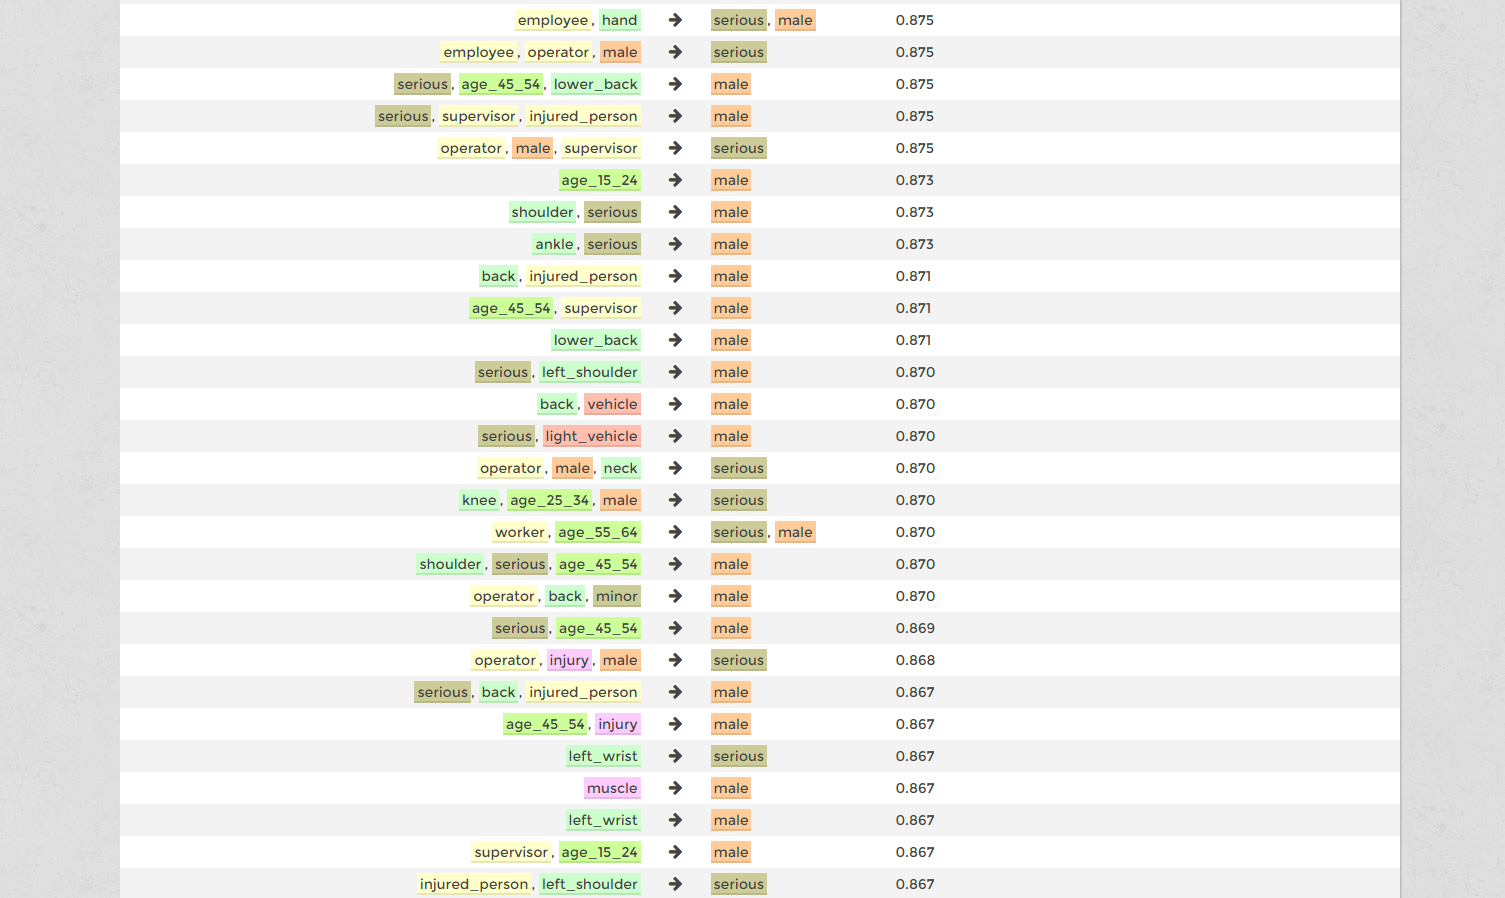 employee, hand → serious, male 0.875
employee, operator, male → serious 0.875
serious, age_45_54, lower_back → male 0.875
serious, supervisor, injured_person → male 0.875
operator, male, supervisor → serious 0.875
age_15_24 → male 0.873
shoulder, serious → male 0.873
ankle, serious → male 0.873
back, injured_person → male 0.871
age_45_54, supervisor → male 0.871
lower_back → male 0.871
serious, left_shoulder → male 0.870
back, vehicle → male 0.870
serious, light_vehicle → male 0.870
operator, male, neck → serious 0.870
knee, age_25_34, male → serious 0.870
worker, age_55_64 → serious, male 0.870
shoulder, serious, age_45_54 → male 0.870
operator, back, minor → male 0.870
serious, age_45_54 → male 0.869
operator, injury, male → serious 0.868
serious, back, injured_person → male 0.867
age_45_54, injury → male 0.867
left_wrist → serious 0.867
muscle → male 0.867
left_wrist → male 0.867
supervisor, age_15_24 → male 0.867
injured_person, left_shoulder → serious 0.867